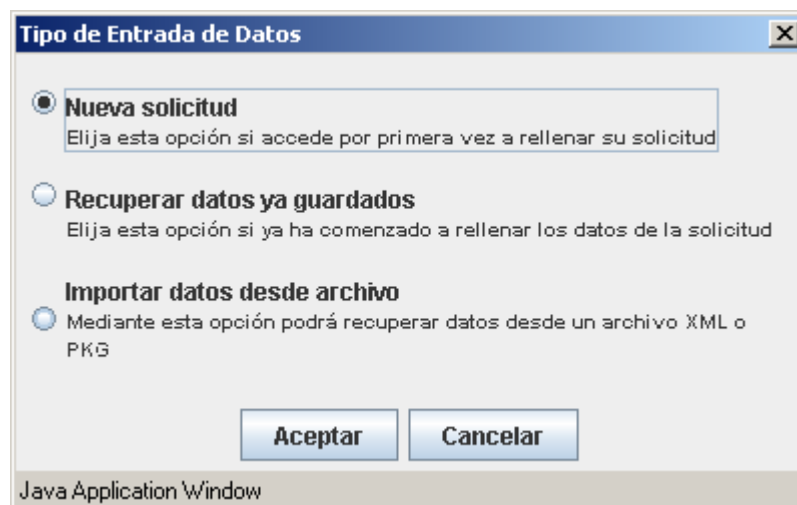 Tipo de Entrada de Datos
Nueva solicitud
Elija esta opción si accede por primera vez a rellenar su solicitud
Recuperar datos ya guardados
Elija esta opción si ya ha comenzado a rellenar los datos de la solicitud
Importar datos desde archivo
Mediante esta opción podrá recuperar datos desde un archivo XML o
PKG
Aceptar Cancelar
Java Application Window